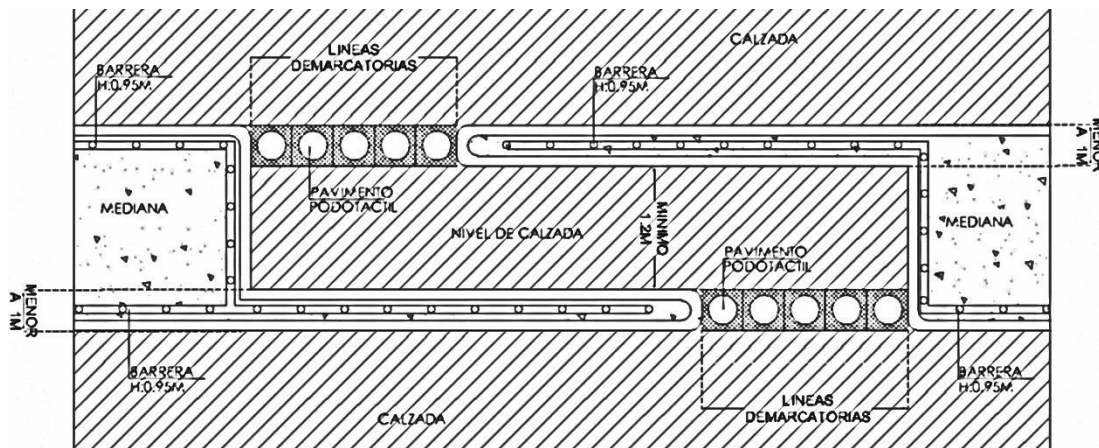 LINEAS
DEMARCATORIAS
CALZADA
BARRERA
H:0.95M.
BARRERA
H:0.95M.
MENOR
A 1M
PAVIMENTO
PODOTACTIL
MEDIANA
NIVEL DE CALZADA
MINIMO
1.2M
MEDIANA
PAVIMENTO
PODOTACTIL
MENOR
A 1M
BARRERA
H:0.95M.
BARRERA
H:0.95M.
LINEAS
DEMARCATORIAS
CALZADA